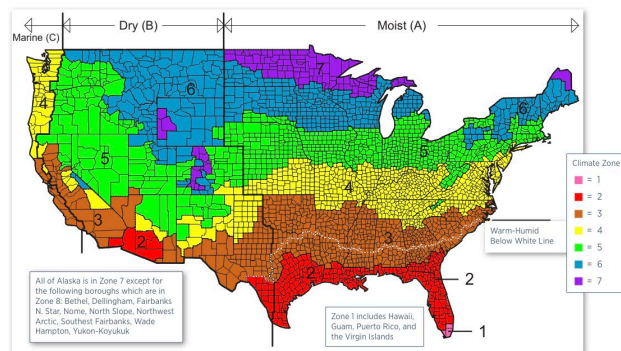 Dry (B)
Moist (A)
Marine (C)
7
6
6
4
5
5
4
3
3
2
2
2
1
Climate Zone
= 1
= 2
= 3
= 4
= 5
= 6
= 7
Warm-Humid
Below White Line
All of Alaska is in Zone 7 except for
the following boroughs which are in
Zone 8: Bethel, Dellingham, Fairbanks
N. Star, Nome, North Slope, Northwest
Arctic, Southest Fairbanks, Wade
Hampton, Yukon-Koyukuk
Zone 1 includes Hawaii,
Guam, Puerto Rico, and
the Virgin Islands